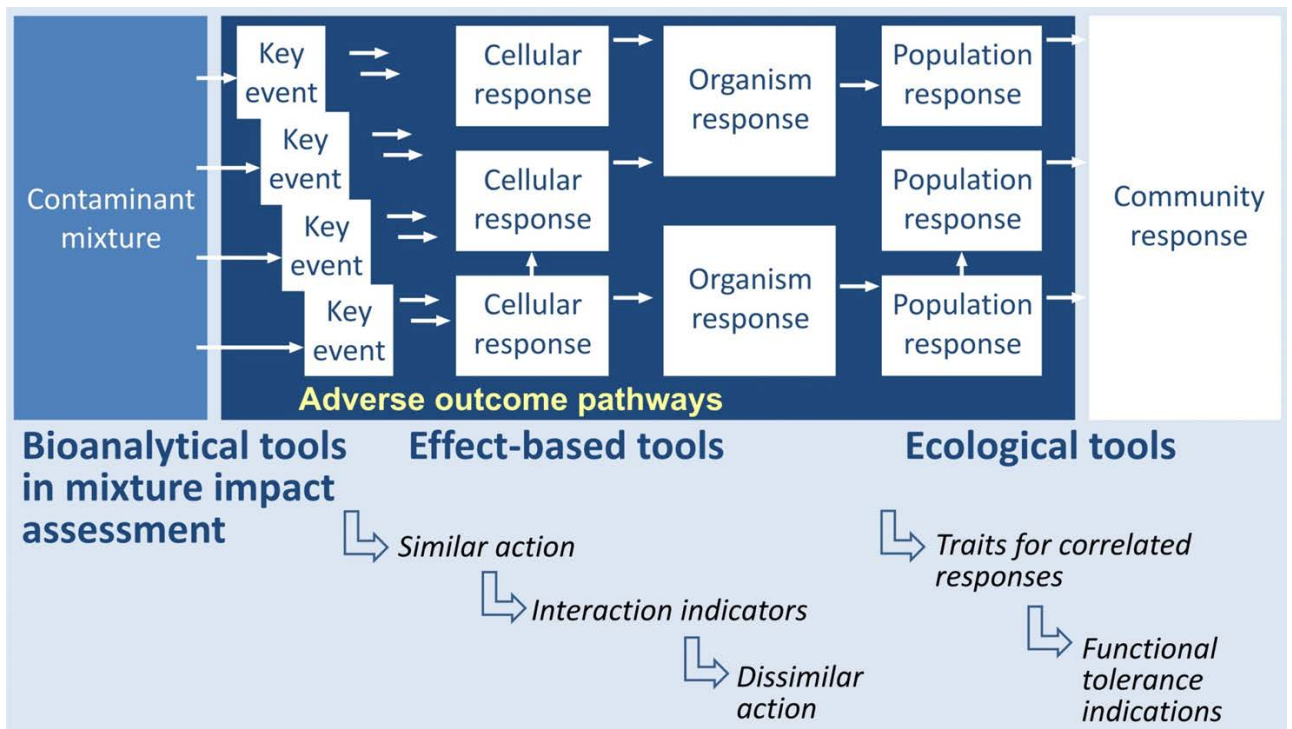 Contaminant
mixture
Key
event
Key
event
Key
event
Key
event
Cellular
response
Cellular
response
Cellular
response
Organism
response
Organism
response
Population
response
Population
response
Population
response
Community
response
Adverse outcome pathways
Bioanalytical tools
in mixture impact
assessment
Effect-based tools
Similar action
Interaction indicators
Dissimilar
action
Ecological tools
Traits for correlated
responses
Functional
tolerance
indications